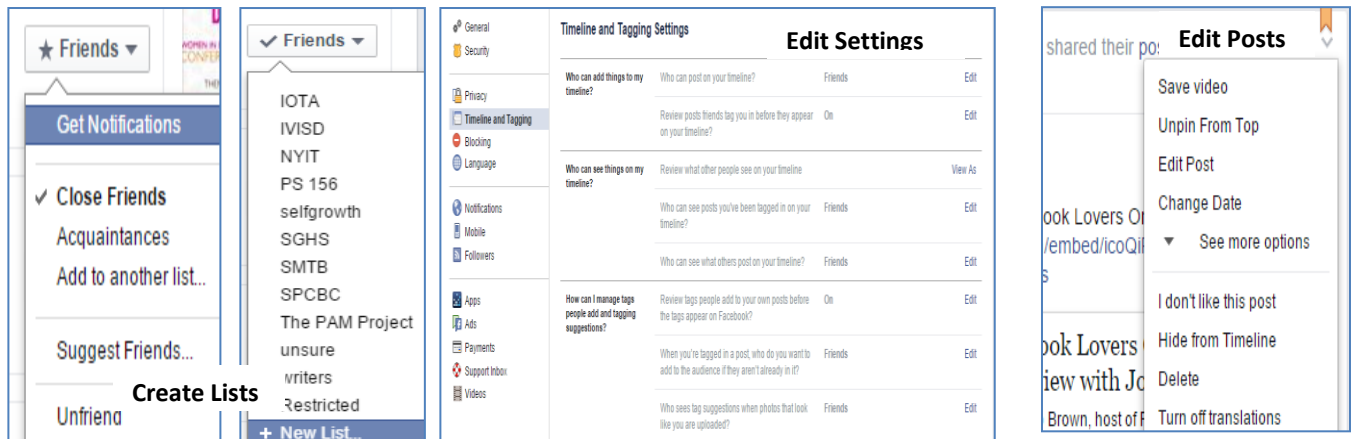 Friends
Get Notifications
Close Friends
Acquaintances
Add to another list...
Suggest Friends...
Unfriend
Create Lists
Friends
IOTA
IVISD
NYIT
PS 156
selfgrowth
SGHS
SMTB
SPCBC
The PAM Project
unsure
writers
Restricted
+ New List...
General
Security
Privacy
Timeline and Tagging
Blocking
Language
Notifications
Mobile
Followers
Apps
Ads
Payments
Support Inbox
Videos
Timeline and Tagging Settings
Edit Settings
Who can add things to my
timeline?
Who can post on your timeline? Friends Edit
Review posts friends tag you in before they appear On Edit
on your timeline?
Who can see things on my
timeline?
Review what other people see on your timeline View As
Who can see posts you've been tagged in on your Friends Edit
timeline?
Who can see what others post on your timeline? Friends Edit
How can I manage tags
people add and tagging
suggestions?
Review tags people add to your own posts before On Edit
the tags appear on Facebook?
When you're tagged in a post, who do you want to Friends Edit
add to the audience if they aren't already in it?
Who sees tag suggestions when photos that look Friends Edit
like you are uploaded?
shared their pos
Edit Posts
Save video
Unpin From Top
Edit Post
Change Date
See more options
I don't like this post
Hide from Timeline
Delete
Turn off translations
ook Lovers O
/embed/icoQi
s
ook Lovers
iew with Jo
Brown, host of